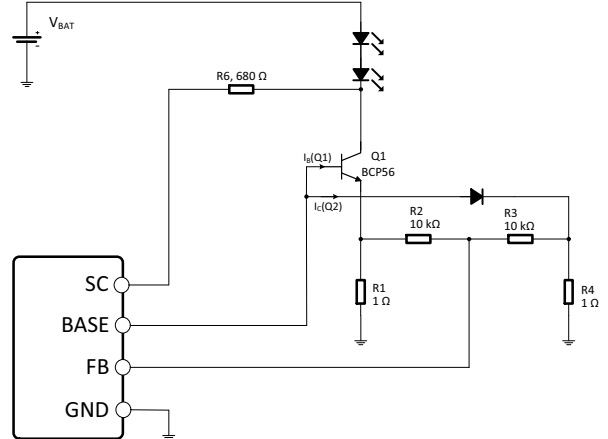 VBAT
+
-
R6, 680 Ω
IB(Q1)
Q1
BCP56
IC(Q2)
R2
10 kΩ
R3
10 kΩ
R1
1 Ω
R4
1 Ω
SC
BASE
FB
GND